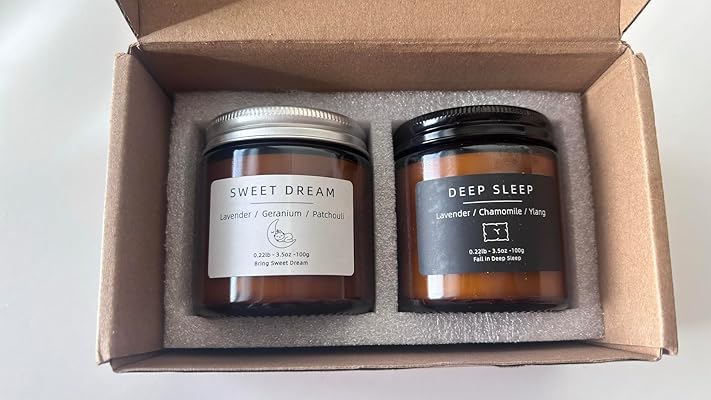 SWEET DREAM
Lavender / Geranium / Patchouli
0.22lb - 3.5oz -100g
Bring Sweet Dream
DEEP SLEEP
Lavender / Chamomile / Ylang
0.22lb - 3.5oz -100g
Fall In Deep Sleep